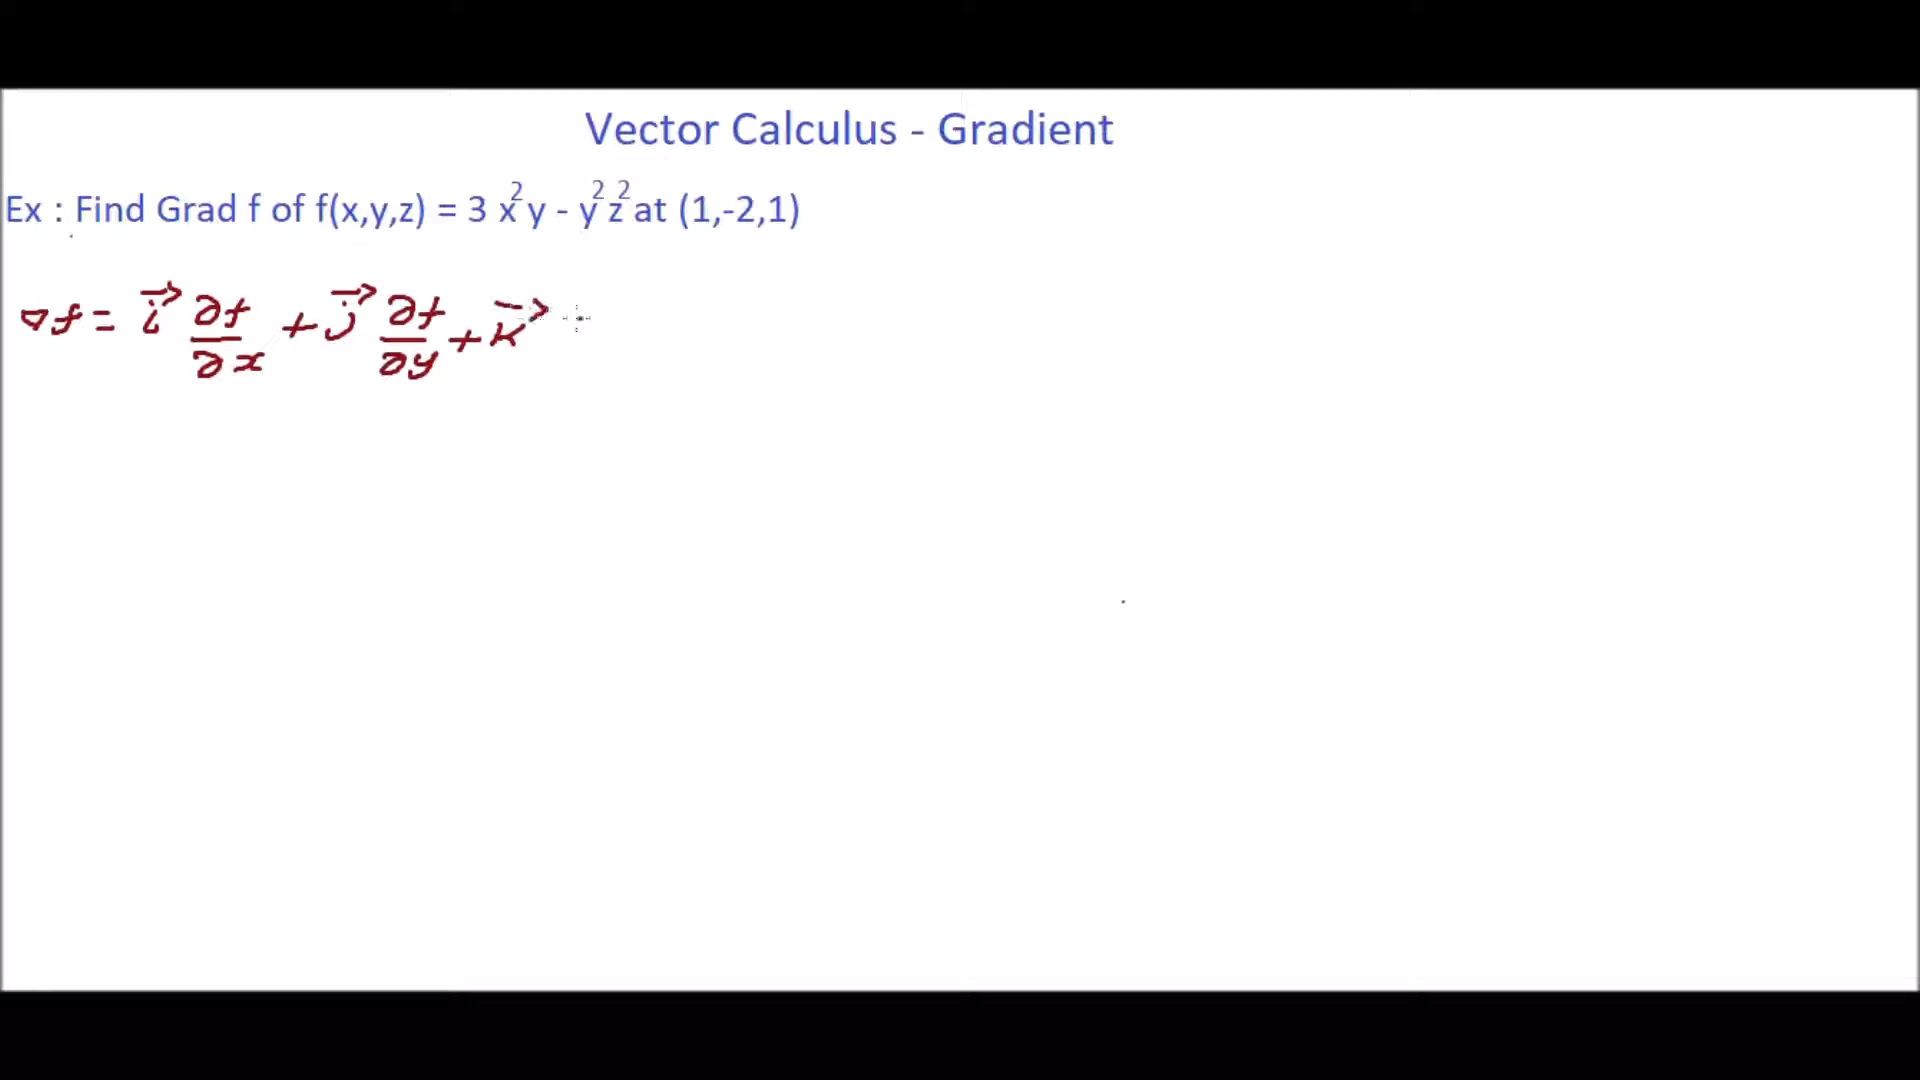 Vector Calculus - Gradient
Ex : Find Grad f of f(x,y,z) = 3 x²y - y²z² at (1,-2,1)
∇f = i⃗ ∂f/∂x + j⃗ ∂f/∂y + k⃗